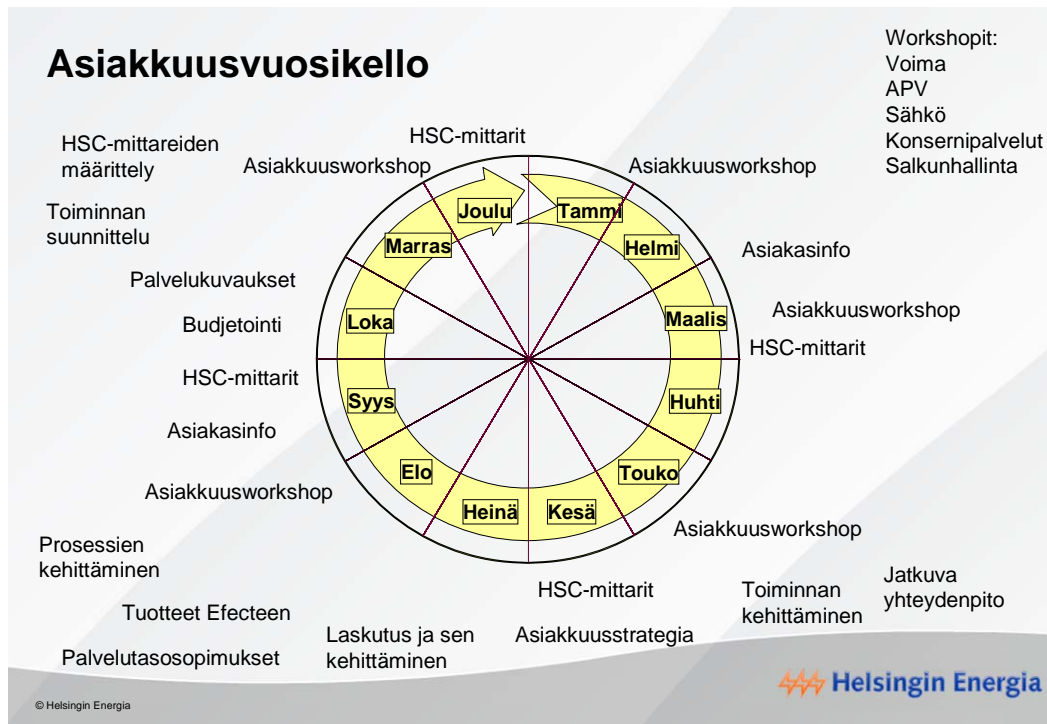 Asiakkuusvuosikello
Workshopit:
Voima
APV
Sähkö
Konsernipalvelut
Salkunhallinta
HSC-mittareiden
määrittely
Asiakkuusworkshop
HSC-mittarit
Asiakkuusworkshop
Toiminnan
suunnittelu
Joulu
Tammi
Marras
Helmi
Asiakasinfo
Palvelukuvaukset
Budjetointi
Loka
Maalis
Asiakkuusworkshop
HSC-mittarit
HSC-mittarit
Syys
Huhti
Asiakasinfo
Elo
Touko
Asiakkuusworkshop
Heinä
Kesä
Asiakkuusworkshop
Prosessien
kehittäminen
HSC-mittarit
Toiminnan
kehittäminen
Jatkuva
yhteydenpito
Tuotteet Efecteen
Laskutus ja sen
kehittäminen
Asiakkuusstrategia
Palvelutasosopimukset
Helsingin Energia
© Helsingin Energia